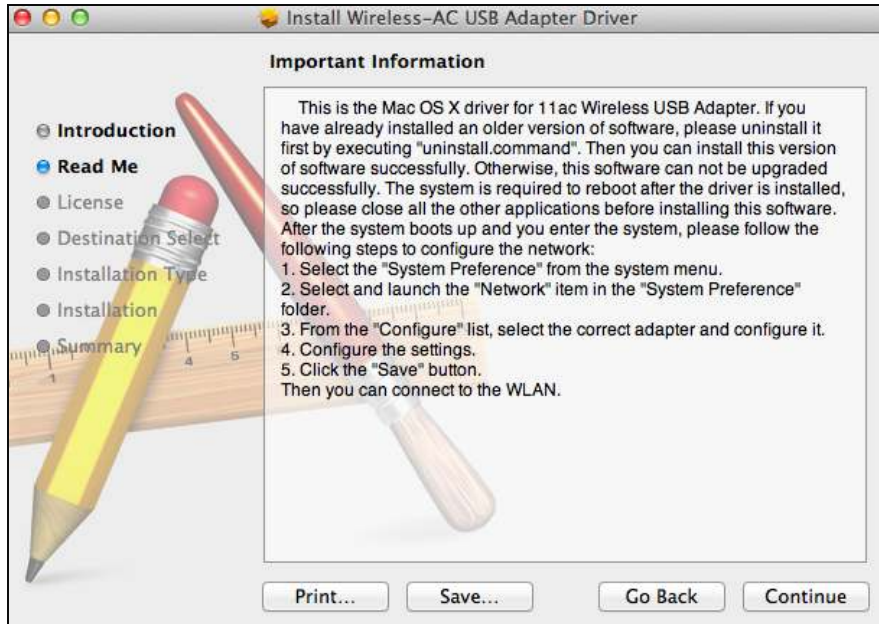 Install Wireless-AC USB Adapter Driver
Important Information
Introduction
Read Me
License
Destination Select
Installation Type
Installation
Summary
This is the Mac OS X driver for 11ac Wireless USB Adapter. If you
have already installed an older version of software, please uninstall it
first by executing "uninstall.command". Then you can install this version
of software successfully. Otherwise, this software can not be upgraded
successfully. The system is required to reboot after the driver is installed,
so please close all the other applications before installing this software.
After the system boots up and you enter the system, please follow the
following steps to configure the network:
1. Select the "System Preference" from the system menu.
2. Select and launch the "Network" item in the "System Preference"
folder.
3. From the "Configure" list, select the correct adapter and configure it.
4. Configure the settings.
5. Click the "Save" button.
Then you can connect to the WLAN.
1 4 5
Print... Save... Go Back Continue